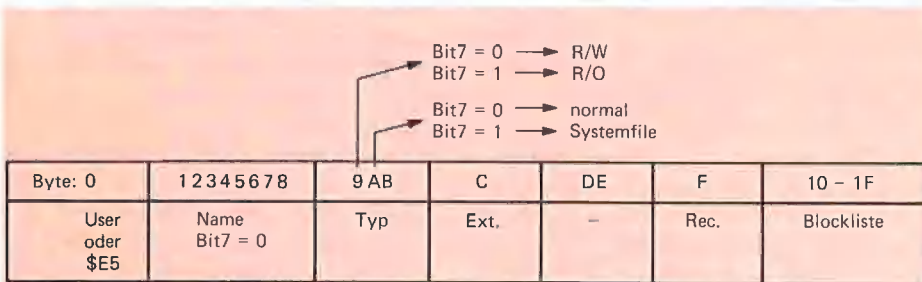 Bit7 = 0 → R/W
Bit7 = 1 → R/O
Bit7 = 0 → normal
Bit7 = 1 → Systemfile
Byte: 0 12345678 9 AB C DE F 10 – 1F
User Name Typ Ext. – Rec. Blockliste
oder Bit7 = 0
$E5